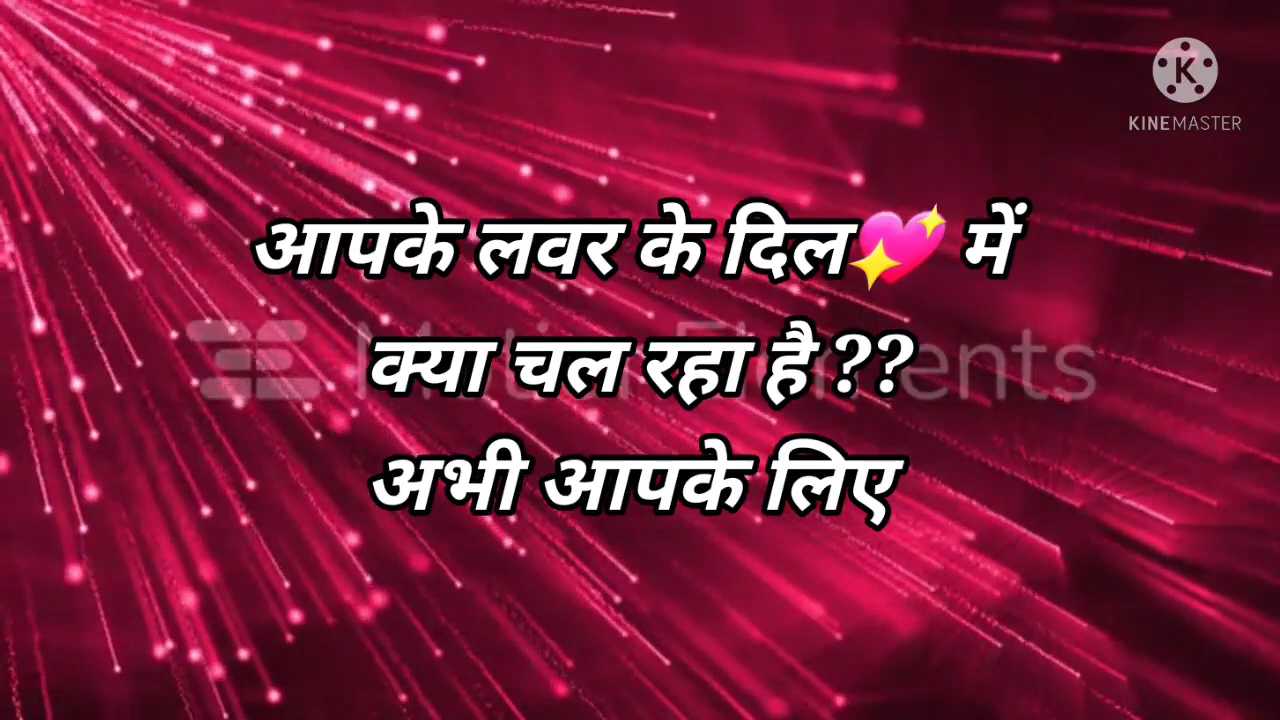 KINEMASTER
आपके लवर के दिल💖 में
क्या चल रहा है ??
अभी आपके लिए